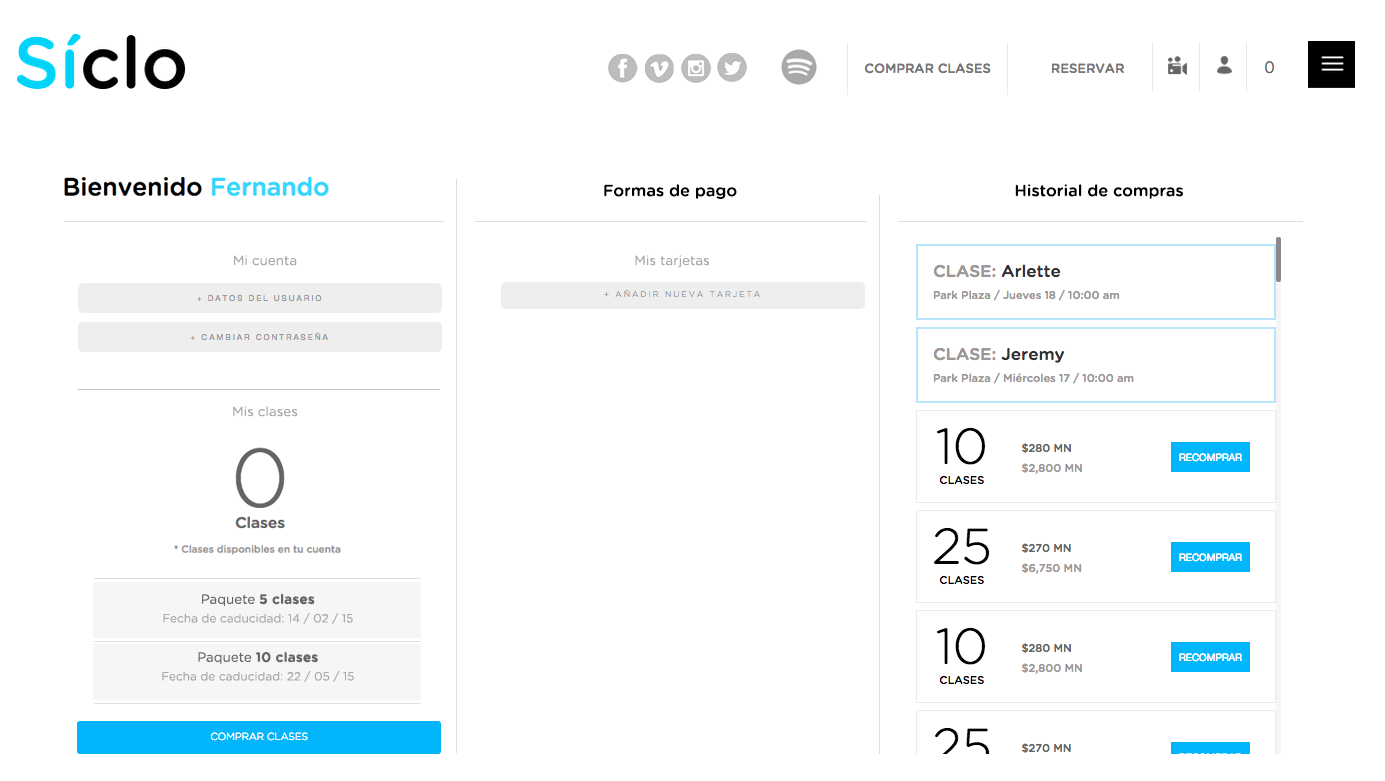 Síclo
COMPRAR CLASES
RESERVAR
0
Bienvenido Fernando
Mi cuenta
+ DATOS DEL USUARIO
+ CAMBIAR CONTRASEÑA
Mis clases
0
Clases
* Clases disponibles en tu cuenta
Paquete 5 clases
Fecha de caducidad: 14 / 02 / 15
Paquete 10 clases
Fecha de caducidad: 22 / 05 / 15
COMPRAR CLASES
Formas de pago
Mis tarjetas
+ AÑADIR NUEVA TARJETA
Historial de compras
CLASE: Arlette
Park Plaza / Jueves 18 / 10:00 am
CLASE: Jeremy
Park Plaza / Miércoles 17 / 10:00 am
10
CLASES
$280 MN
$2,800 MN
RECOMPRAR
25
CLASES
$270 MN
$6,750 MN
RECOMPRAR
10
CLASES
$280 MN
$2,800 MN
RECOMPRAR
25
$270 MN
RECOMPRAR